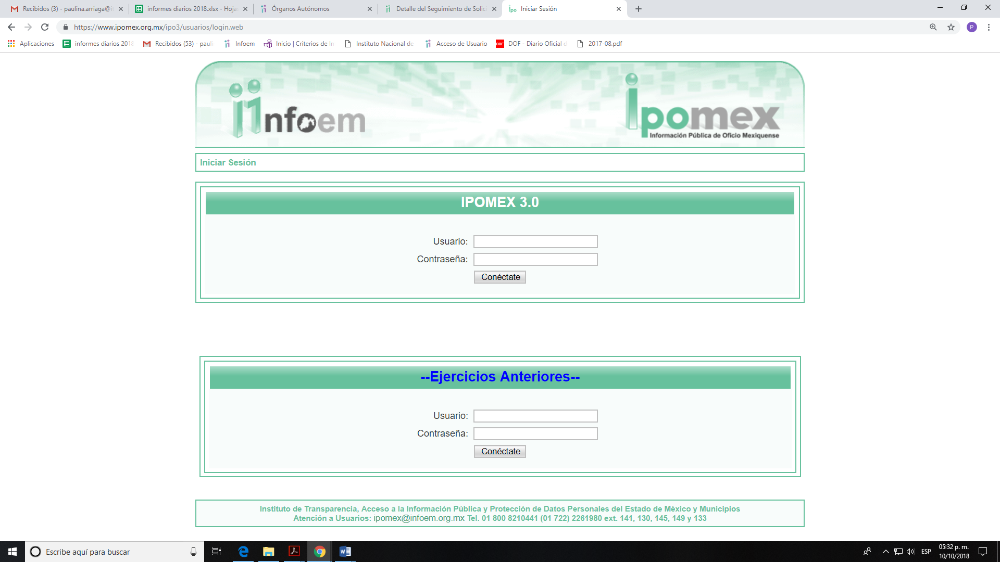 Recibidos (3) - paulina.arriaga@it
informes diarios 2018.xlsx - Hoja
Órganos Autónomos
Detalle del Seguimiento de Solici
ipo
Iniciar Sesión
https://www.ipomex.org.mx/ipo3/usuarios/login.web
P
Aplicaciones
informes diarios 2018
Recibidos (53) - pauli
Infoem
Inicio | Criterios de In
Instituto Nacional de
Acceso de Usuario
DOF
DOF - Diario Oficial d
2017-08.pdf
infoem
ipomex
Información Pública de Oficio Mexiquense
Iniciar Sesión
IPOMEX 3.0
Usuario:
Contraseña:
Conéctate
--Ejercicios Anteriores--
Usuario:
Contraseña:
Conéctate
Instituto de Transparencia, Acceso a la Información Pública y Protección de Datos Personales del Estado de México y Municipios
Atención a Usuarios: ipomex@infoem.org.mx Tel. 01 800 8210441 (01 722) 2261980 ext. 141, 130, 145, 149 y 133
Escribe aquí para buscar
ESP
05:32 p. m.
10/10/2018